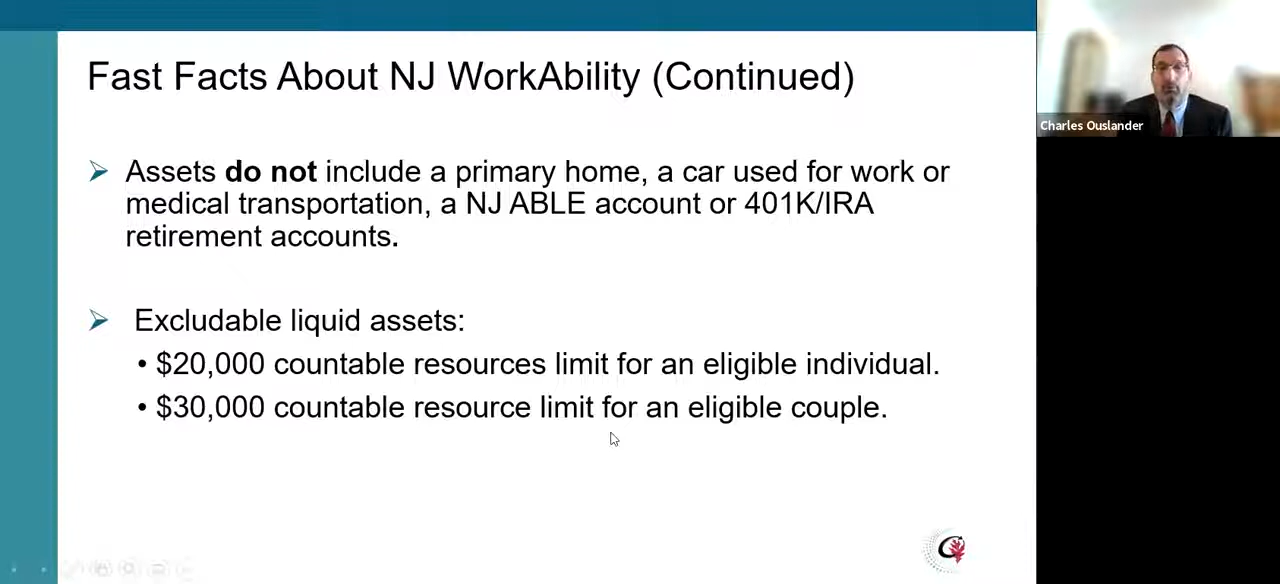 Fast Facts About NJ WorkAbility (Continued)
Charles Ouslander
➢ Assets do not include a primary home, a car used for work or
medical transportation, a NJ ABLE account or 401K/IRA
retirement accounts.
➢ Excludable liquid assets:
• $20,000 countable resources limit for an eligible individual.
• $30,000 countable resource limit for an eligible couple.